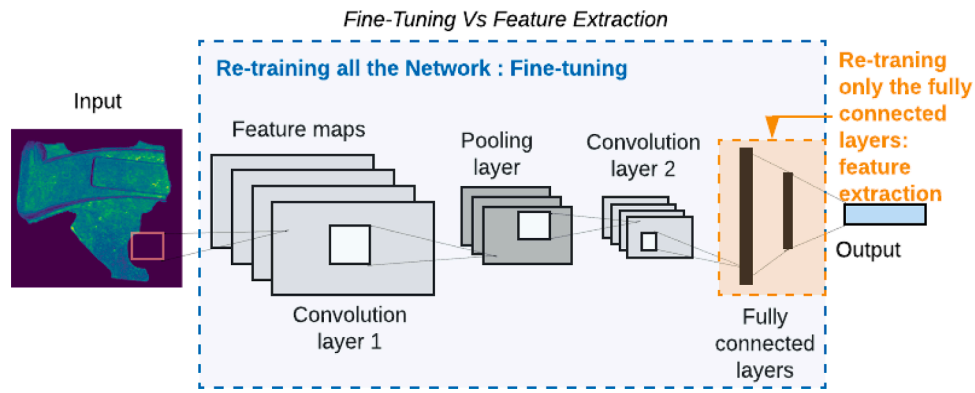 Fine-Tuning Vs Feature Extraction
Re-training all the Network : Fine-tuning
Re-traning
only the fully
connected
layers:
feature
extraction
Input
Feature maps
Pooling
layer
Convolution
layer 2
Output
Convolution
layer 1
Fully
connected
layers